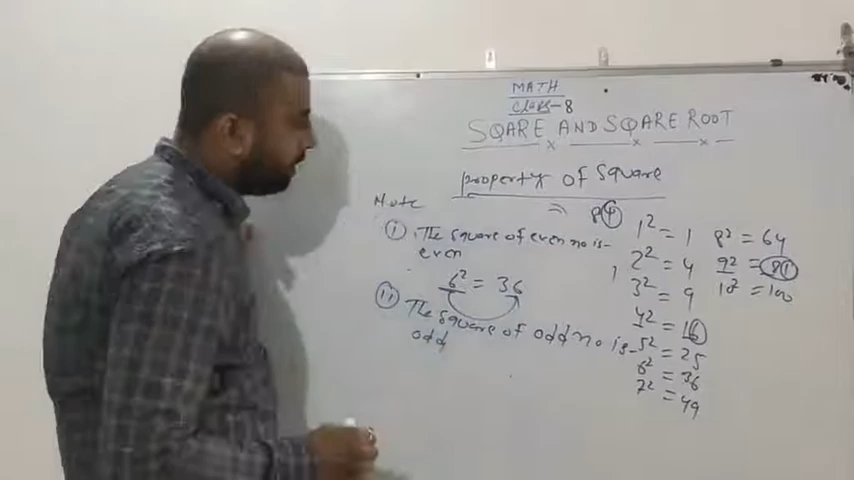 MATH
CLASS-8
SQARE AND SQARE ROOT
property of Square
Note
⇒ 84
(i) The square of even no is-
even
6² = 36
(ii) The square of odd no is-
odd
1² = 1
2² = 4
1
3² = 9
4² = 16
5² = 25
6² = 36
7² = 49
8² = 64
9² = 81
10² = 100